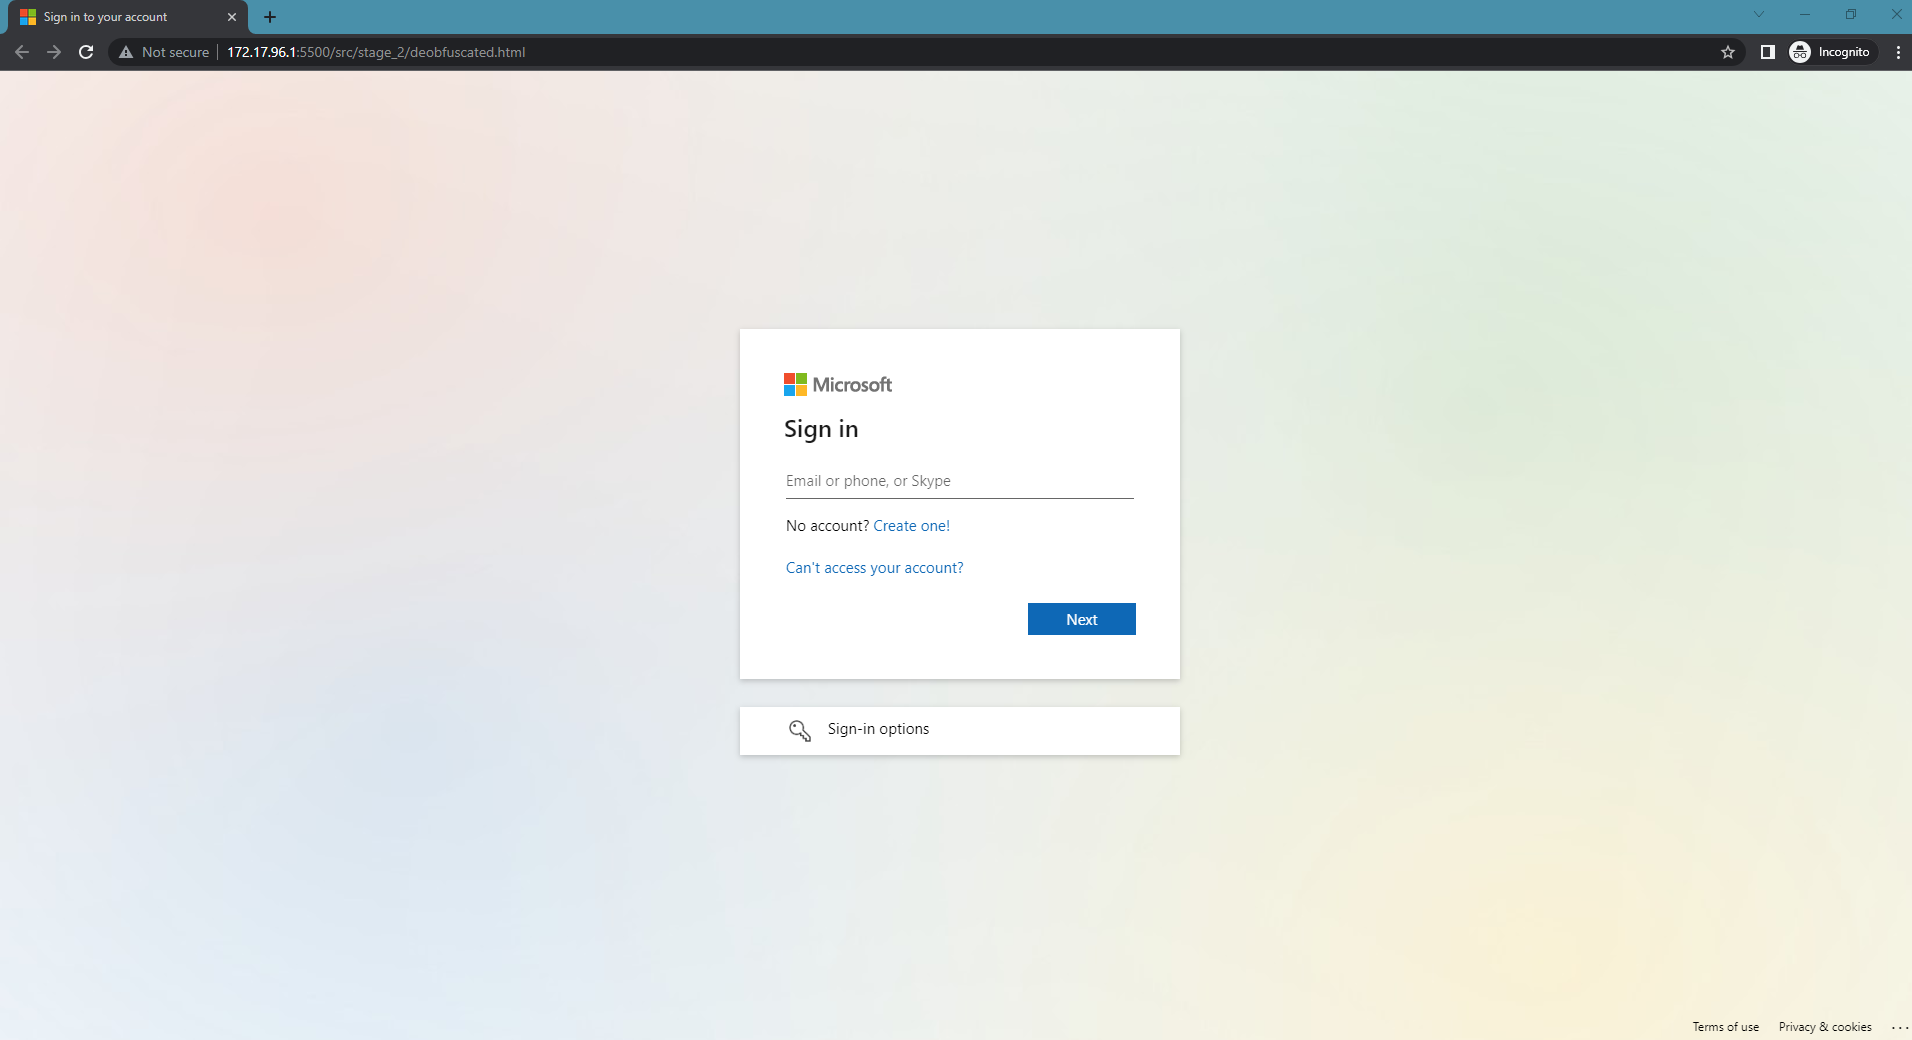 Sign in to your account
Not secure 172.17.96.1:5500/src/stage_2/deobfuscated.html Incognito
Microsoft
Sign in
Email or phone, or Skype
No account? Create one!
Can't access your account?
Next
Sign-in options
Terms of use Privacy & cookies ...